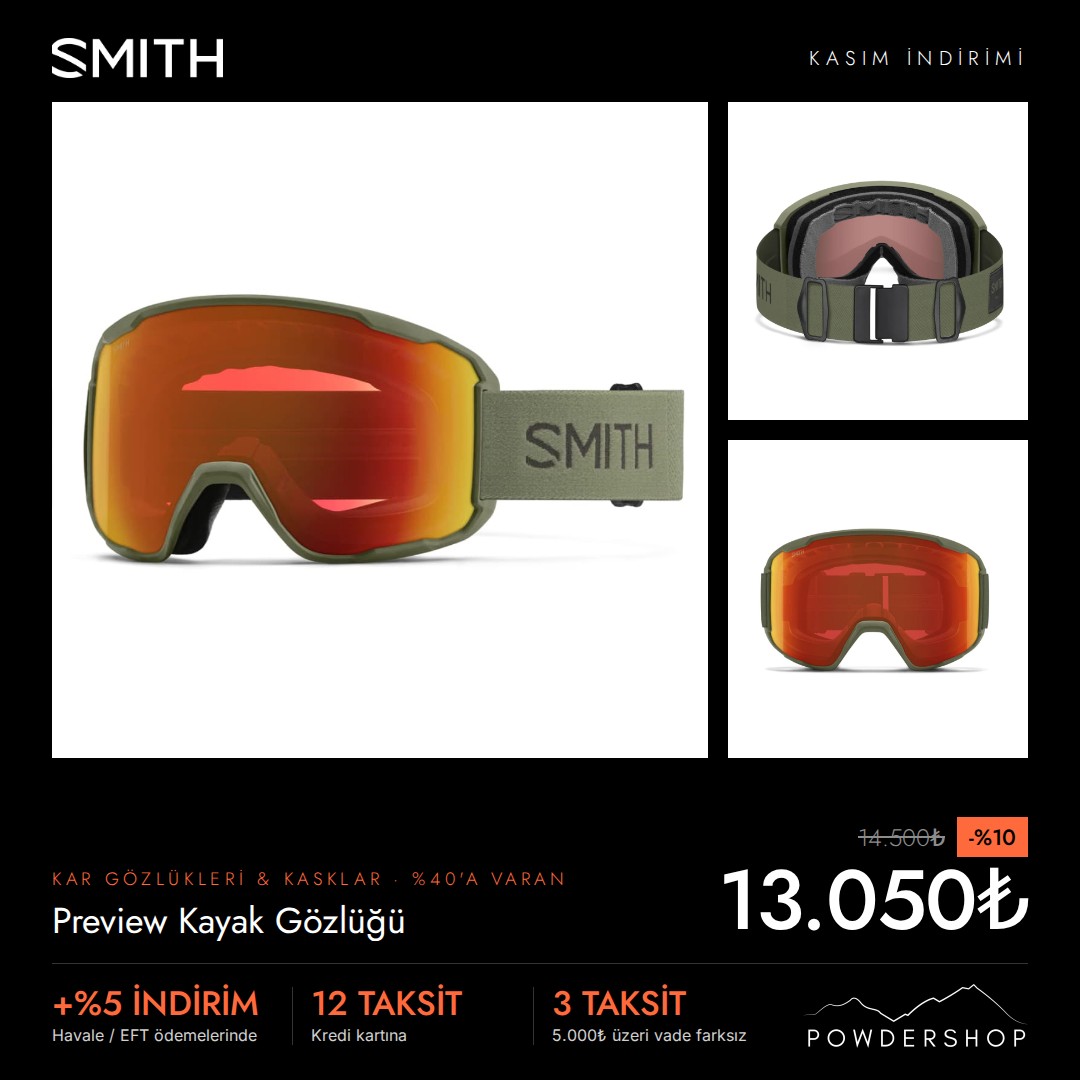 SMITH
KASIM İNDİRİMİ
SMITH
KAR GÖZLÜKLERİ & KASKLAR · %40'A VARAN
Preview Kayak Gözlüğü
14.500₺ -%10
13.050₺
+%5 İNDİRİM
Havale / EFT ödemelerinde
12 TAKSİT
Kredi kartına
3 TAKSİT
5.000₺ üzeri vade farksız
POWDERSHOP